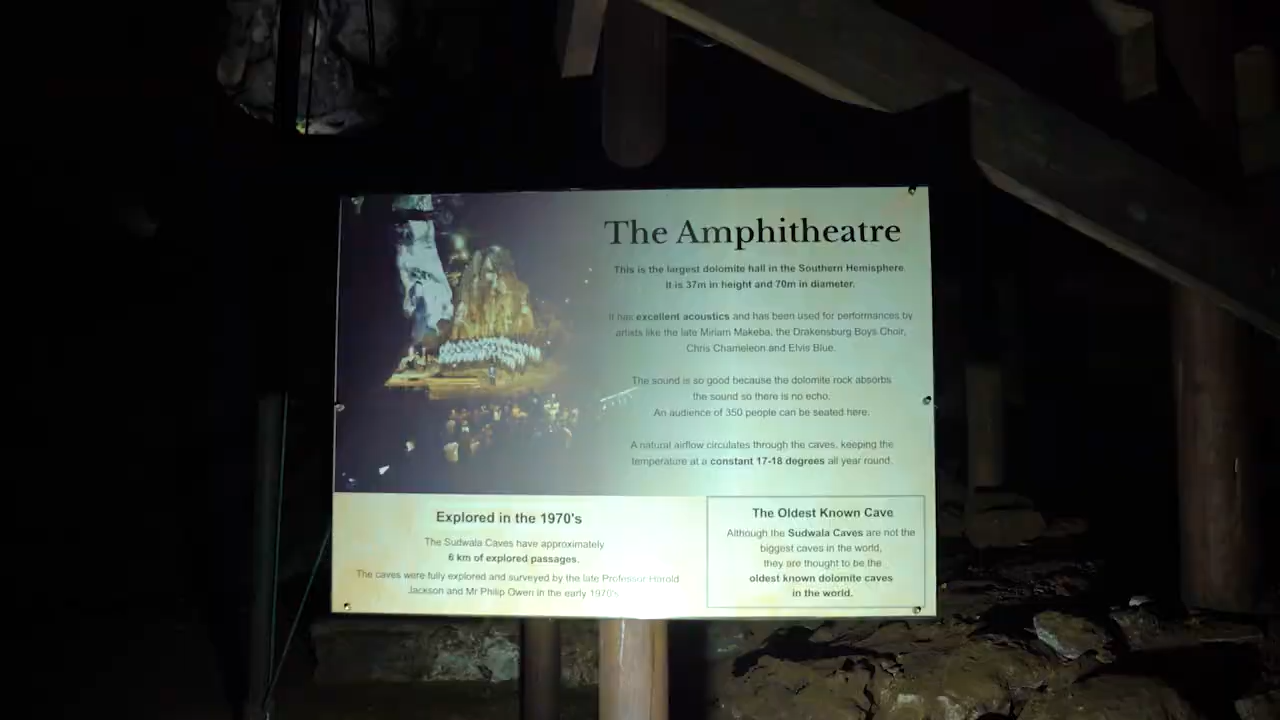 The Amphitheatre
This is the largest dolomite hall in the Southern Hemisphere.
It is 37m in height and 70m in diameter.
It has excellent acoustics and has been used for performances by
artists like the late Miriam Makeba, the Drakensburg Boys Choir,
Chris Chameleon and Elvis Blue.
The sound is so good because the dolomite rock absorbs
the sound so there is no echo.
An audience of 350 people can be seated here.
A natural airflow circulates through the caves, keeping the
temperature at a constant 17-18 degrees all year round.
Explored in the 1970's
The Sudwala Caves have approximately
6 km of explored passages.
The caves were fully explored and surveyed by the late Professor Harold
Jackson and Mr Philip Owen in the early 1970's
The Oldest Known Cave
Although the Sudwala Caves are not the
biggest caves in the world,
they are thought to be the
oldest known dolomite caves
in the world.